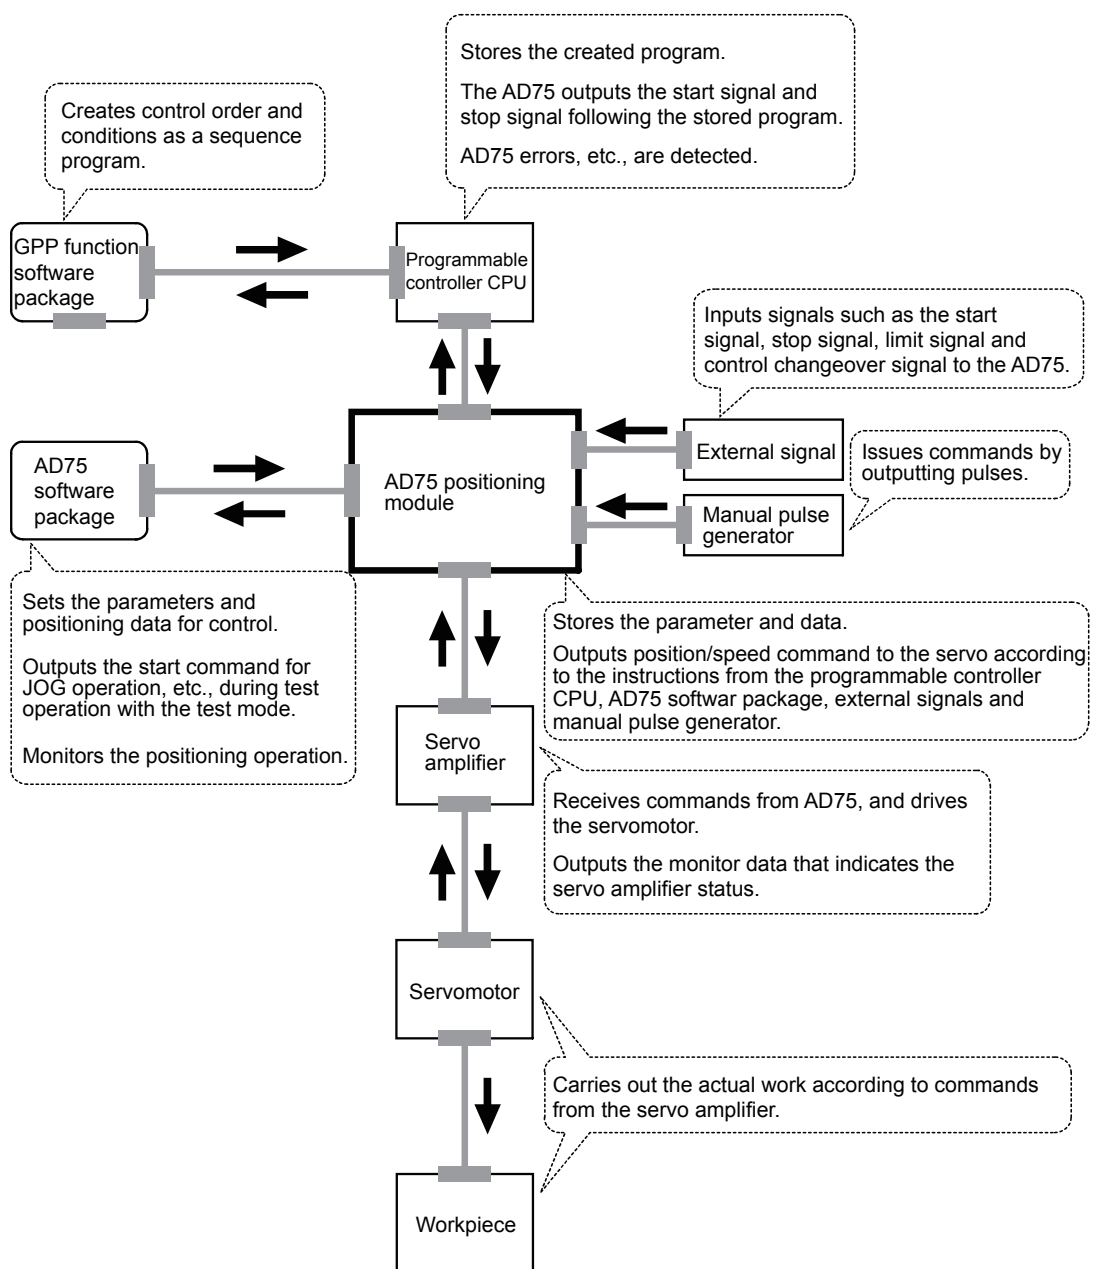 Stores the created program.
The AD75 outputs the start signal and
stop signal following the stored program.
AD75 errors, etc., are detected.
Creates control order and
conditions as a sequence
program.
GPP function
software
package
Programmable
controller CPU
Inputs signals such as the start
signal, stop signal, limit signal and
control changeover signal to the AD75.
AD75
software
package
AD75 positioning
module
External signal
Issues commands by
outputting pulses.
Manual pulse
generator
Sets the parameters and
positioning data for control.
Outputs the start command for
JOG operation, etc., during test
operation with the test mode.
Monitors the positioning operation.
Stores the parameter and data.
Outputs position/speed command to the servo according
to the instructions from the programmable controller
CPU, AD75 softwar package, external signals and
manual pulse generator.
Servo
amplifier
Receives commands from AD75, and drives
the servomotor.
Outputs the monitor data that indicates the
servo amplifier status.
Servomotor
Carries out the actual work according to commands
from the servo amplifier.
Workpiece